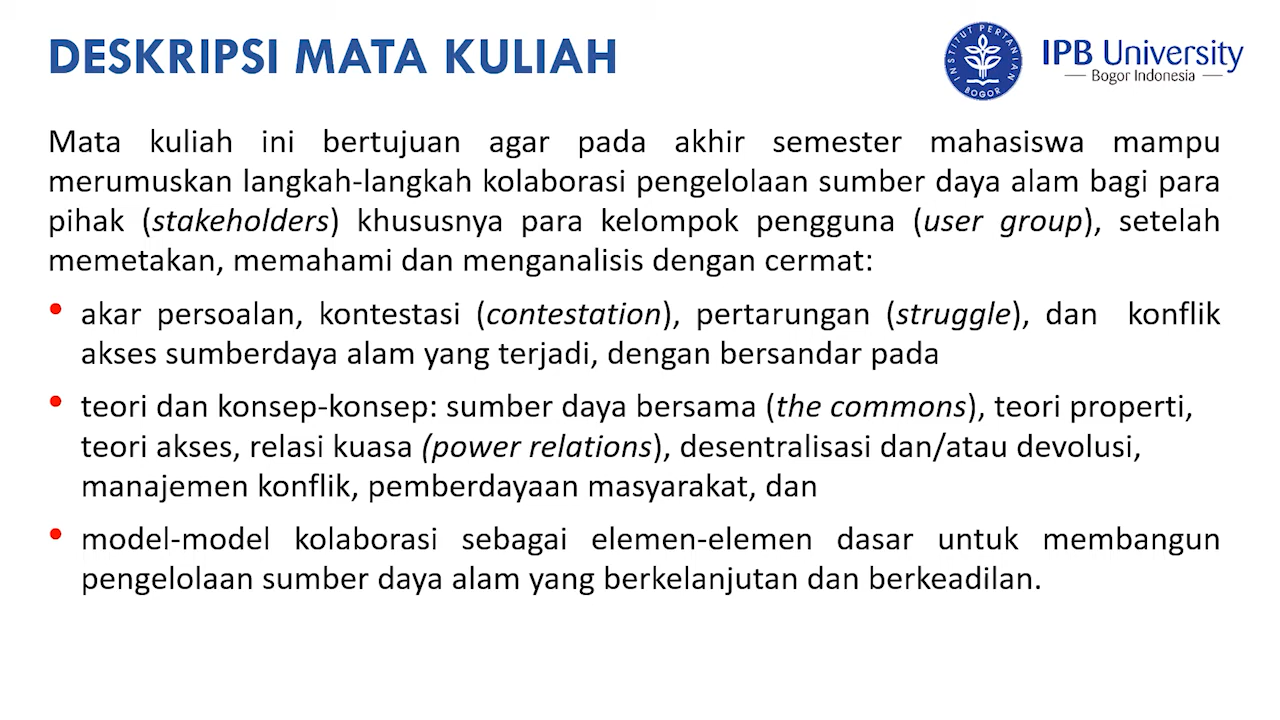 DESKRIPSI MATA KULIAH
INSTITUT PERTANIAN
BOGOR
IPB University
Bogor Indonesia
Mata kuliah ini bertujuan agar pada akhir semester mahasiswa mampu
merumuskan langkah-langkah kolaborasi pengelolaan sumber daya alam bagi para
pihak (stakeholders) khususnya para kelompok pengguna (user group), setelah
memetakan, memahami dan menganalisis dengan cermat:
• akar persoalan, kontestasi (contestation), pertarungan (struggle), dan konflik
akses sumberdaya alam yang terjadi, dengan bersandar pada
• teori dan konsep-konsep: sumber daya bersama (the commons), teori properti,
teori akses, relasi kuasa (power relations), desentralisasi dan/atau devolusi,
manajemen konflik, pemberdayaan masyarakat, dan
• model-model kolaborasi sebagai elemen-elemen dasar untuk membangun
pengelolaan sumber daya alam yang berkelanjutan dan berkeadilan.